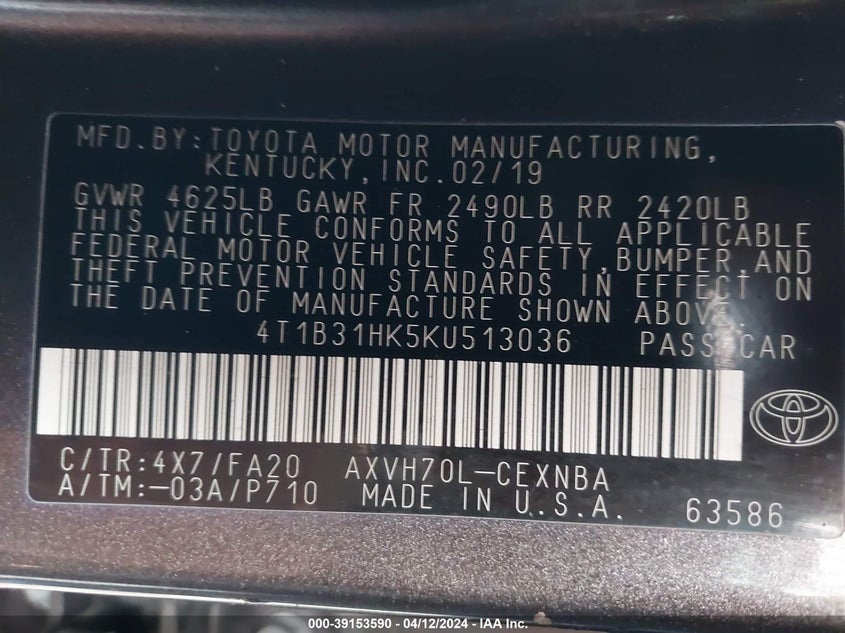 MFD.BY:TOYOTA MOTOR MANUFACTURING,
KENTUCKY,INC.02/19
GVWR 4625LB GAWR FR 2490LB RR 2420LB
THIS VEHICLE CONFORMS TO ALL APPLICABLE
FEDERAL MOTOR VEHICLE SAFETY,BUMPER,AND
THEFT PREVENTION STANDARDS IN EFFECT ON
THE DATE OF MANUFACTURE SHOWN ABOVE.
4T1B31HK5KU513036 PASS.CAR
C/TR:4X7/FA20 AXVH70L-CEXNBA
A/TM:-03A/P710 MADE IN U.S.A. 63586
000-39153590 - 04/12/2024 - IAA Inc.